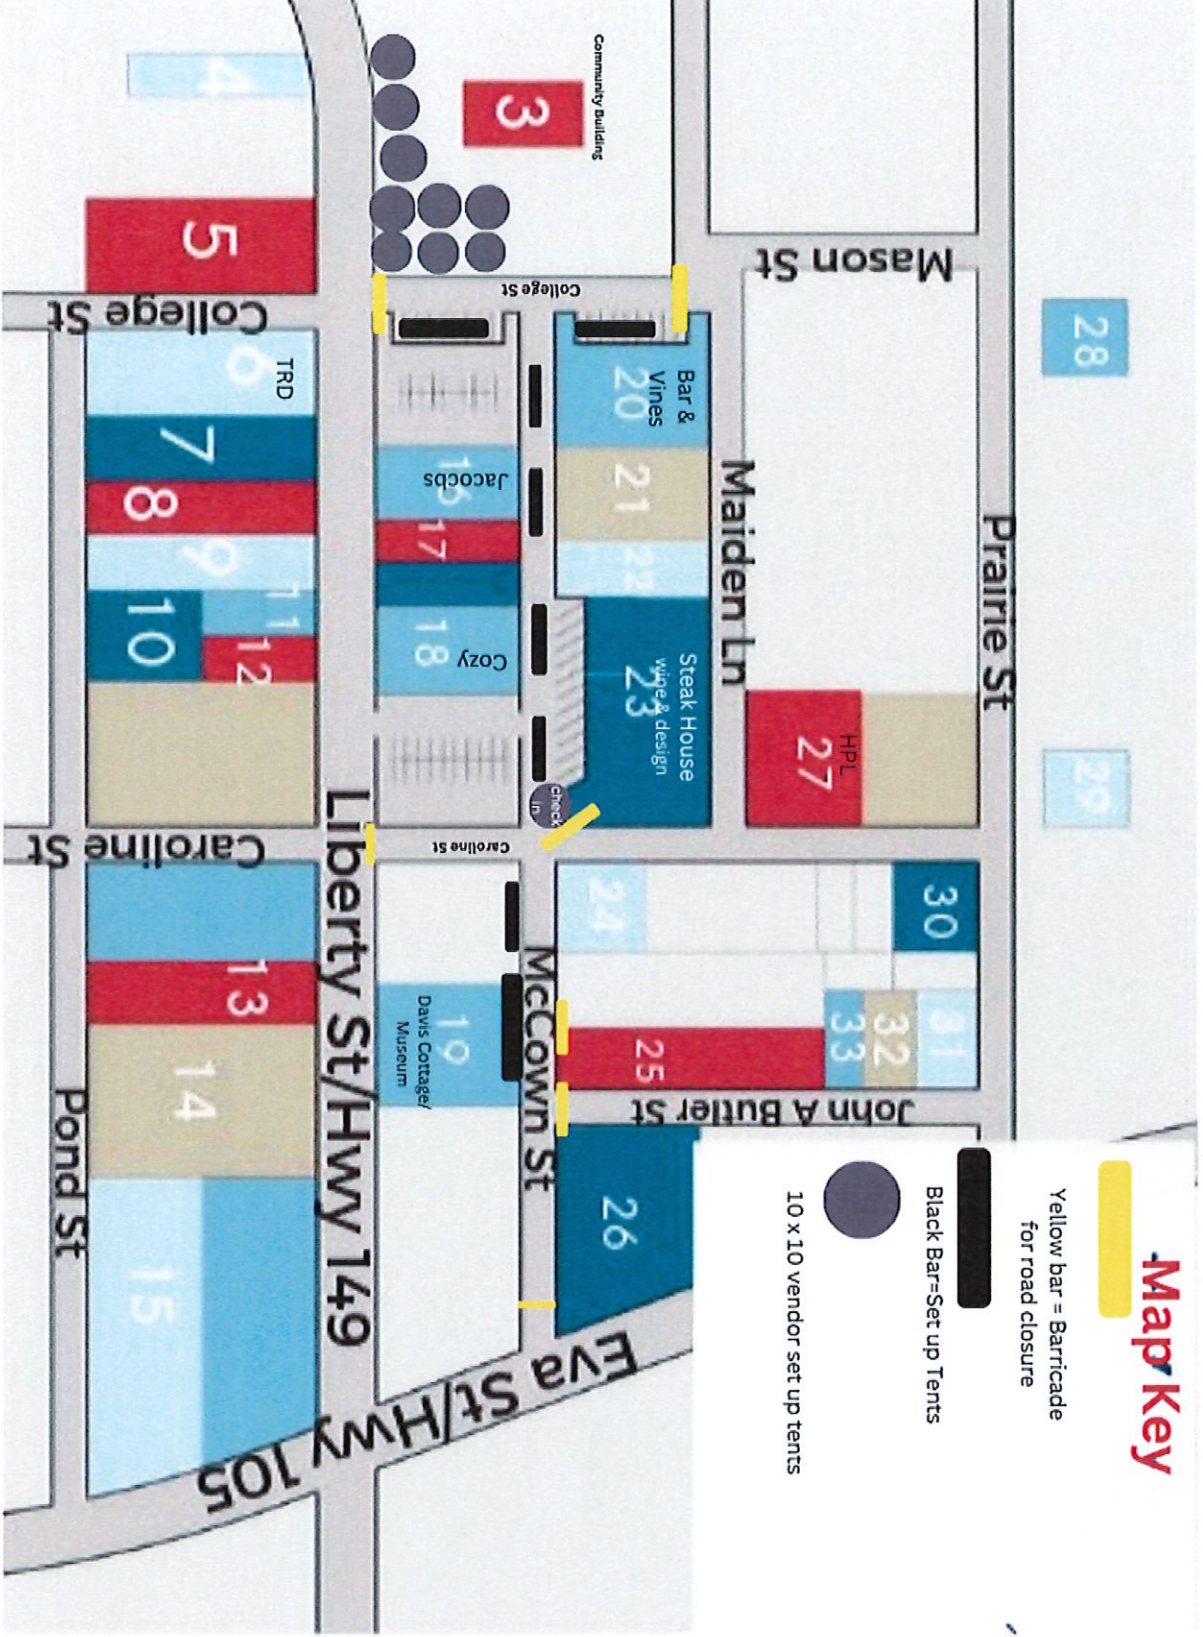 Map Key
Yellow bar = Barricade
for road closure
Black Bar=Set up Tents
10 x 10 vendor set up tents
28
29
Prairie St
Mason St
30
31
32
33
John A Butler St
HPL
27
Maiden Ln
Community Building
3
College St
Bar &
Vines
20
21
22
Steak House
wine & design
23
24
25
26
check
in
McCown St
Jacocbs
16
17
Cozy
18
Caroline St
19
Davis Cottage/
Museum
Liberty St/Hwy 149
Eva St/Hwy 105
4
5
College St
TRD
6
7
8
9
10
11
12
Caroline St
13
14
15
Pond St